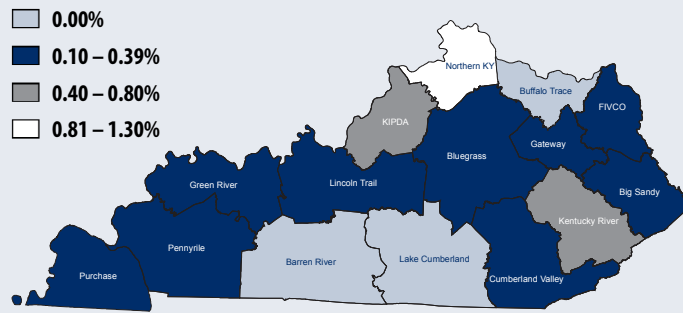 0.00%
0.10 – 0.39%
0.40 – 0.80%
0.81 – 1.30%
Northern KY
Buffalo Trace
FIVCO
KIPDA
Gateway
Bluegrass
Green River
Lincoln Trail
Big Sandy
Kentucky River
Pennyrile
Barren River
Lake Cumberland
Purchase
Cumberland Valley